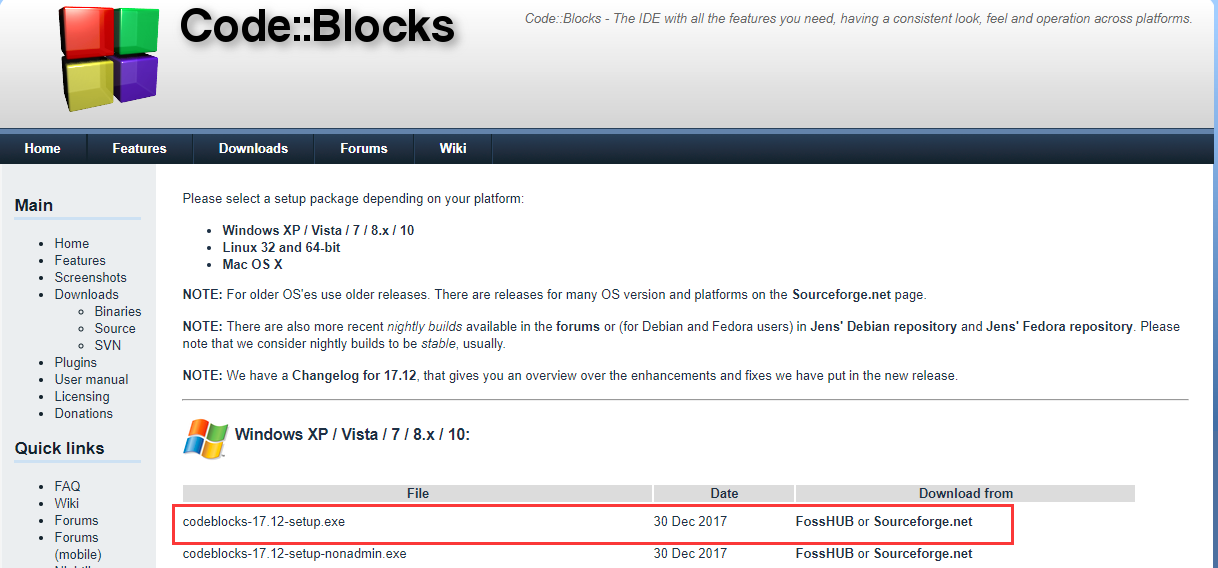 Code::Blocks
Code::Blocks - The IDE with all the features you need, having a consistent look, feel and operation across platforms.
Home Features Downloads Forums Wiki
Main
Home
Features
Screenshots
Downloads
Binaries
Source
SVN
Plugins
User manual
Licensing
Donations
Quick links
FAQ
Wiki
Forums
Forums
(mobile)
Please select a setup package depending on your platform:
Windows XP / Vista / 7 / 8.x / 10
Linux 32 and 64-bit
Mac OS X
NOTE: For older OS'es use older releases. There are releases for many OS version and platforms on the Sourceforge.net page.
NOTE: There are also more recent nightly builds available in the forums or (for Debian and Fedora users) in Jens' Debian repository and Jens' Fedora repository. Please
note that we consider nightly builds to be stable, usually.
NOTE: We have a Changelog for 17.12, that gives you an overview over the enhancements and fixes we have put in the new release.
Windows XP / Vista / 7 / 8.x / 10:
File Date Download from
codeblocks-17.12-setup.exe 30 Dec 2017 FossHUB or Sourceforge.net
codeblocks-17.12-setup-nonadmin.exe 30 Dec 2017 FossHUB or Sourceforge.net